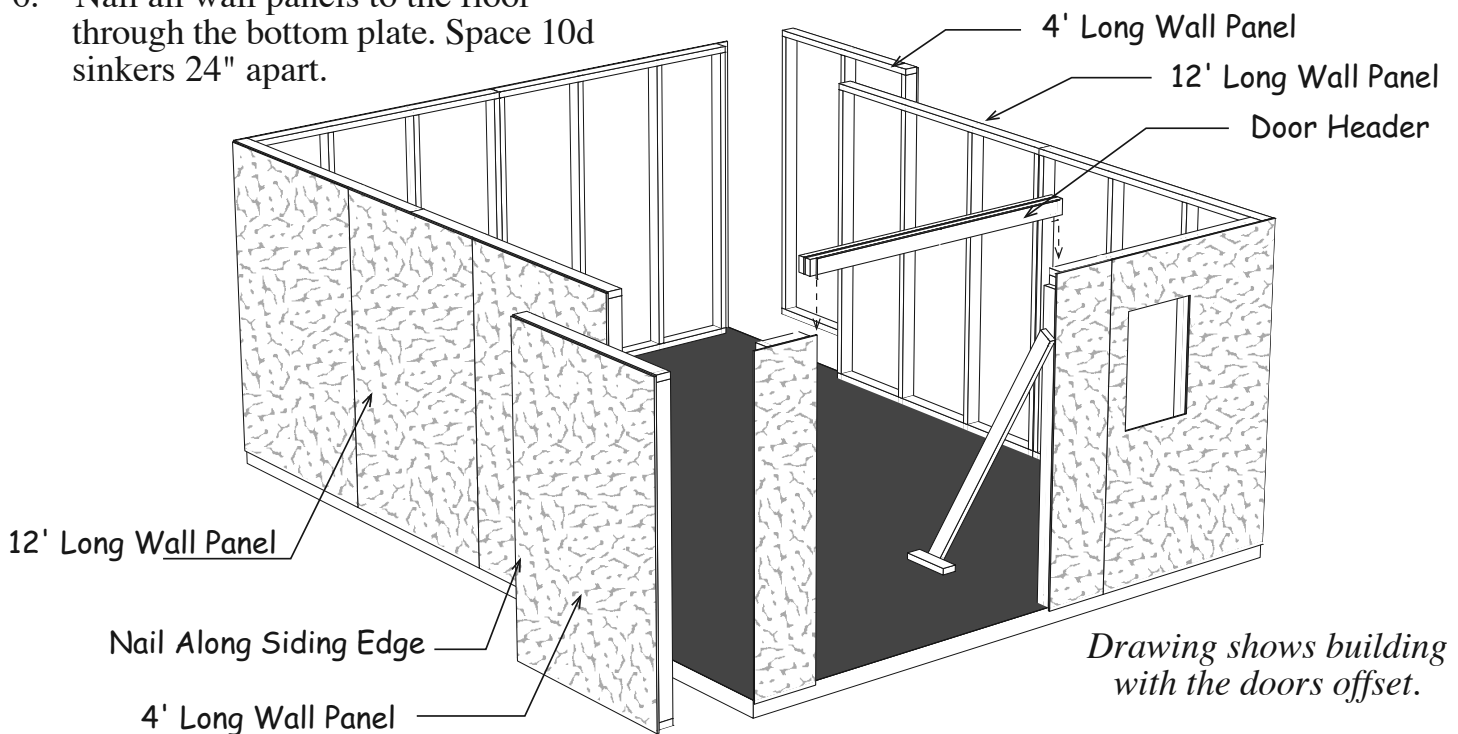 6. Nail all wall panels to the floor
through the bottom plate. Space 10d
sinkers 24" apart.
4' Long Wall Panel
12' Long Wall Panel
Door Header
12' Long Wall Panel
Nail Along Siding Edge
4' Long Wall Panel
Drawing shows building
with the doors offset.